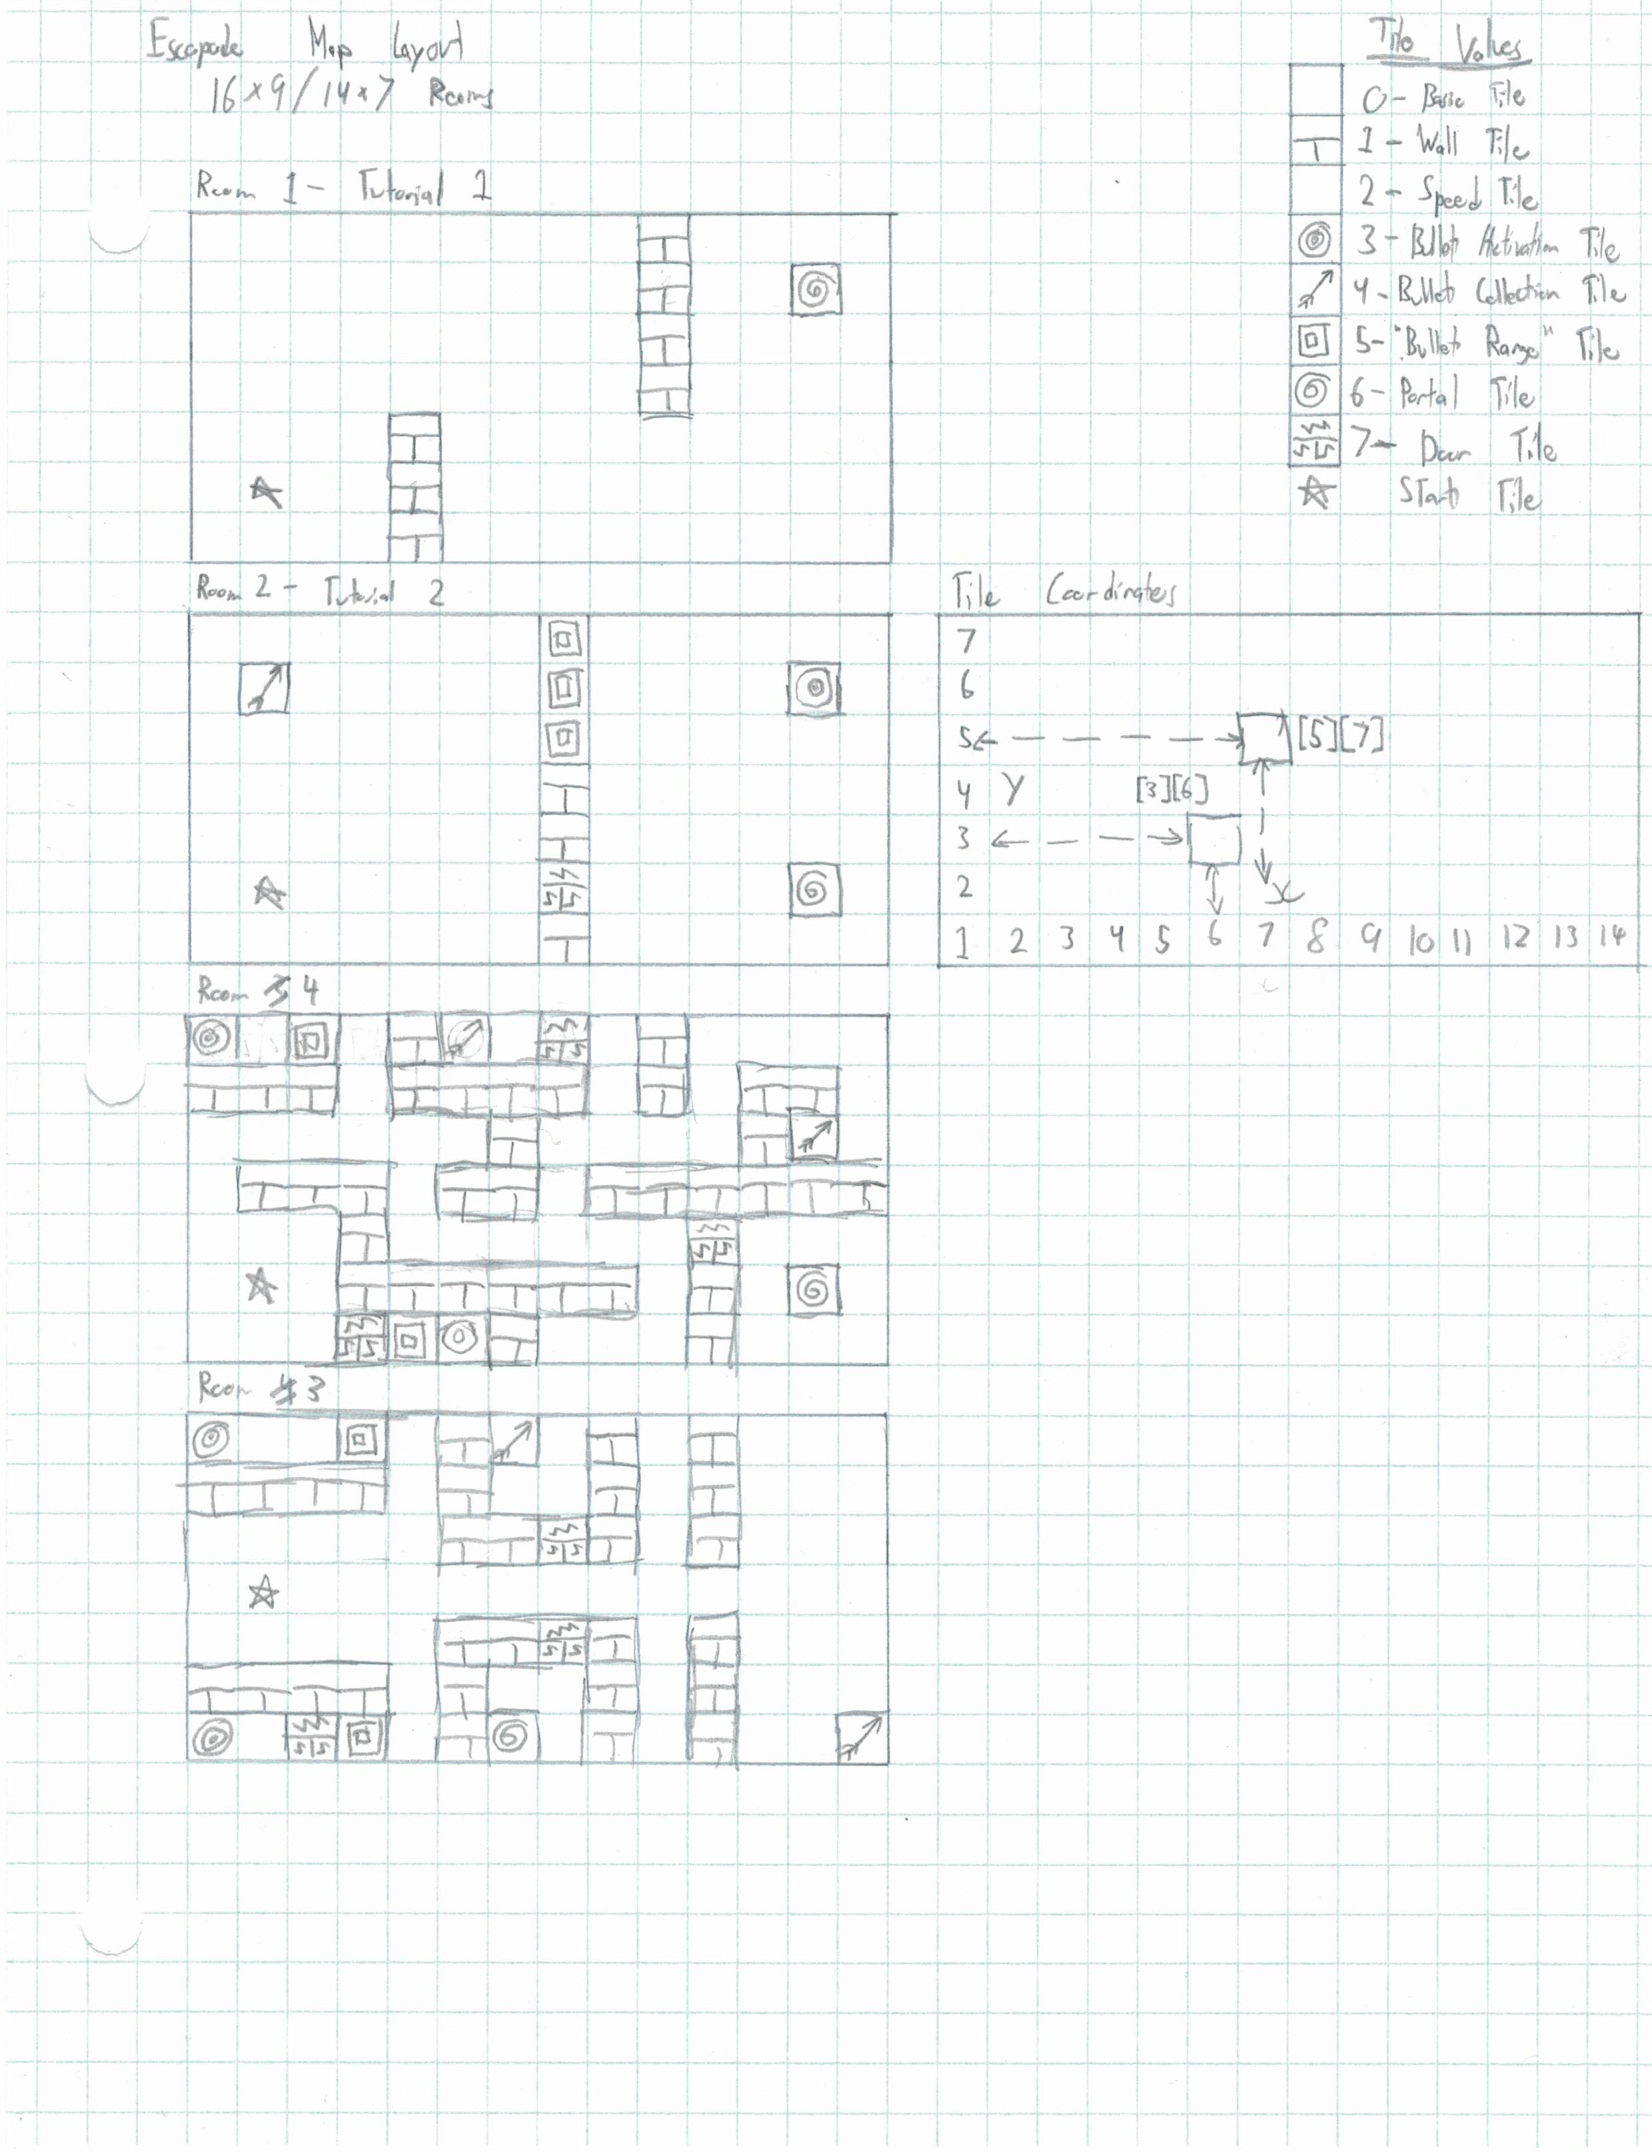 Escapade Map Layout
16×9/14×7 Rooms
Tile Values
0- Basic Tile
1- Wall Tile
2- Speed Tile
3- Bullet Activation Tile
4- Bullet Collection Tile
5- "Bullet Range" Tile
6- Portal Tile
7- Door Tile
Start Tile
Room 1- Tutorial 1
Room 2- Tutorial 2
Tile Coordinates
7
6
5 [5][7]
4 Y [3][6]
3
2 x
1 2 3 4 5 6 7 8 9 10 11 12 13 14
Room 4
Room 3